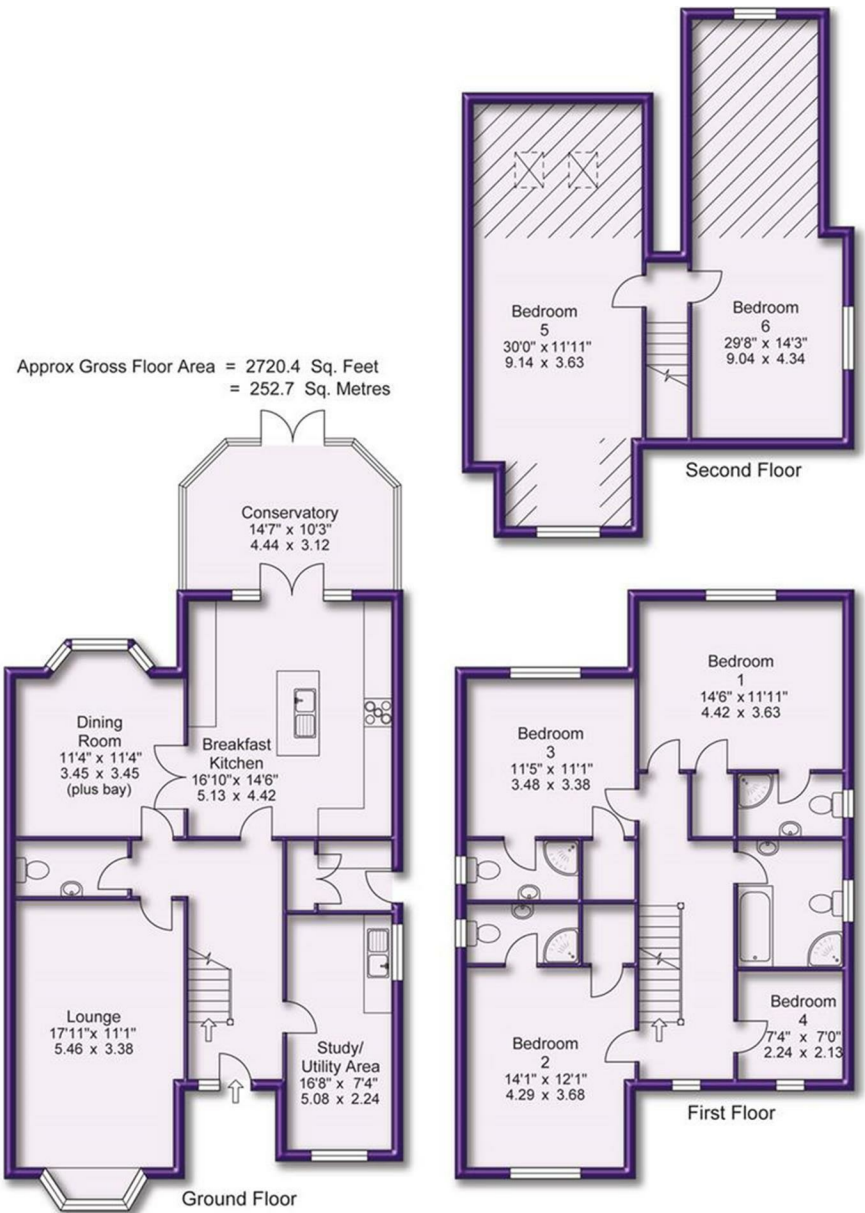 Approx Gross Floor Area = 2720.4 Sq. Feet
= 252.7 Sq. Metres
Bedroom
5
30'0" x 11'11"
9.14 x 3.63
Bedroom
6
29'8" x 14'3"
9.04 x 4.34
Second Floor
Conservatory
14'7" x 10'3"
4.44 x 3.12
Dining
Room
11'4" x 11'4"
3.45 x 3.45
(plus bay)
Breakfast
Kitchen
16'10"x 14'6"
5.13 x 4.42
Lounge
17'11"x 11'1"
5.46 x 3.38
Study/
Utility Area
16'8" x 7'4"
5.08 x 2.24
Ground Floor
Bedroom
1
14'6" x 11'11"
4.42 x 3.63
Bedroom
3
11'5" x 11'1"
3.48 x 3.38
Bedroom
2
14'1" x 12'1"
4.29 x 3.68
Bedroom
4
7'4" x 7'0"
2.24 x 2.13
First Floor